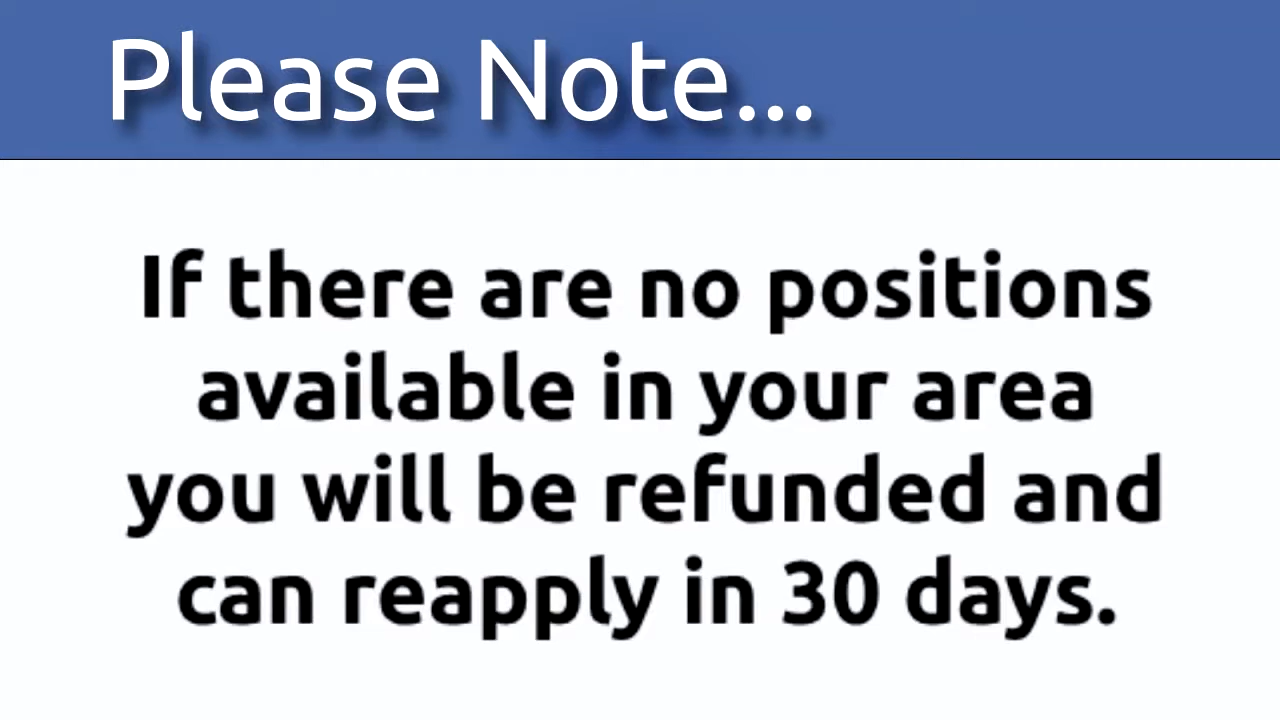 Please Note...
If there are no positions
available in your area
you will be refunded and
can reapply in 30 days.